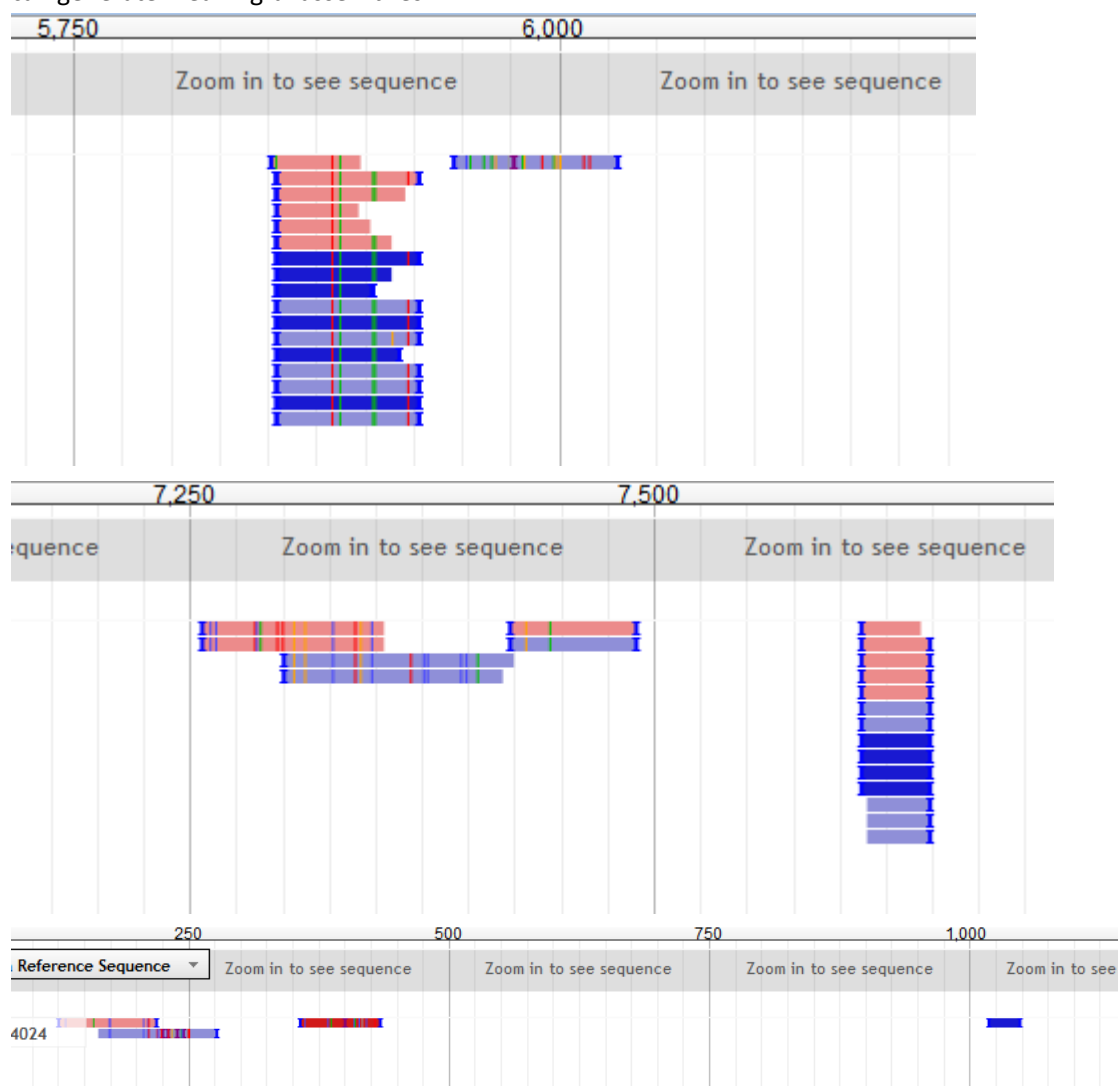 5,750 6,000
Zoom in to see sequence Zoom in to see sequence
7,250 7,500
equence Zoom in to see sequence Zoom in to see sequence
250 500 750 1,000
Reference Sequence Zoom in to see sequence Zoom in to see sequence Zoom in to see sequence Zoom in to see
4024